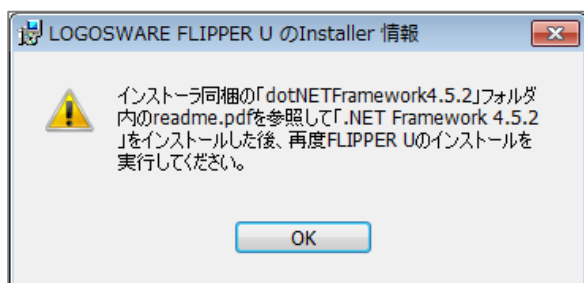 LOGOSWARE FLIPPER U のInstaller 情報
インストーラ同梱の「dotNETFramework4.5.2」フォルダ
内のreadme.pdfを参照して「.NET Framework 4.5.2
」をインストールした後、再度FLIPPER Uのインストールを
実行してください。
OK